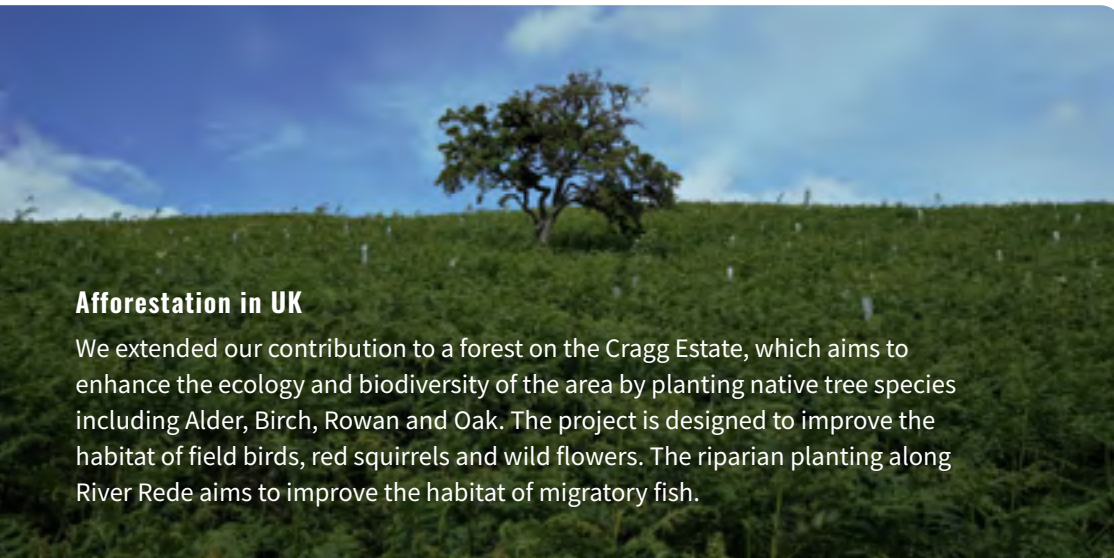 Afforestation in UK
We extended our contribution to a forest on the Cragg Estate, which aims to
enhance the ecology and biodiversity of the area by planting native tree species
including Alder, Birch, Rowan and Oak. The project is designed to improve the
habitat of field birds, red squirrels and wild flowers. The riparian planting along
River Rede aims to improve the habitat of migratory fish.